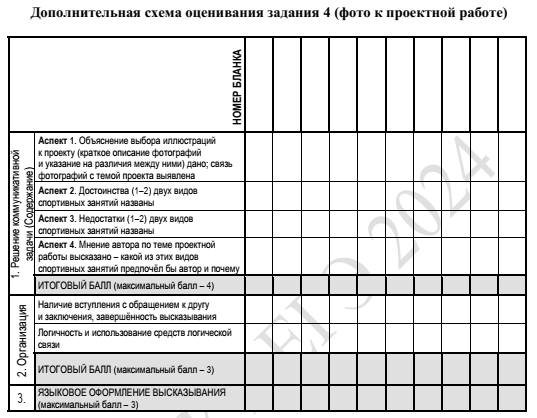 Дополнительная схема оценивания задания 4 (фото к проектной работе)
НОМЕР БЛАНКА
1. Решение коммуникативной
задачи (Содержание)
Аспект 1. Объяснение выбора иллюстраций
к проекту (краткое описание фотографий
и указание на различия между ними) дано; связь
фотографий с темой проекта выявлена
Аспект 2. Достоинства (1–2) двух видов
спортивных занятий названы
Аспект 3. Недостатки (1–2) двух видов
спортивных занятий названы
Аспект 4. Мнение автора по теме проектной
работы высказано – какой из этих видов
спортивных занятий предпочёл бы автор и почему
ИТОГОВЫЙ БАЛЛ (максимальный балл – 4)
2. Организация
Наличие вступления с обращением к другу
и заключения, завершённость высказывания
Логичность и использование средств логической
связи
ИТОГОВЫЙ БАЛЛ (максимальный балл – 3)
3.
ЯЗЫКОВОЕ ОФОРМЛЕНИЕ ВЫСКАЗЫВАНИЯ
(максимальный балл – 3)
2024